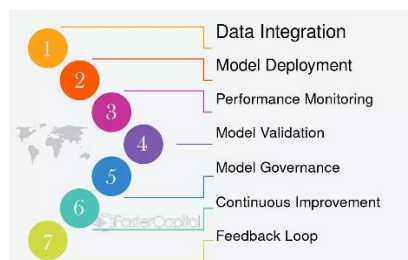 1 Data Integration
2 Model Deployment
3 Performance Monitoring
4 Model Validation
5 Model Governance
6 Continuous Improvement
FasterCapital
7 Feedback Loop